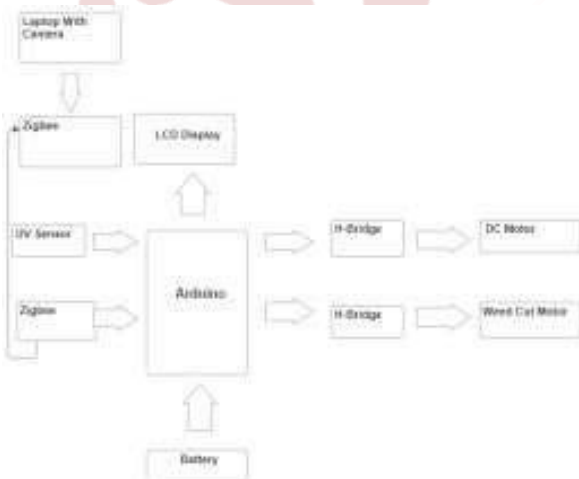 Laptop With
Camera
Zigbee
LCD Display
UV Sensor
H-Bridge
DC Motor
Arduino
Zigbee
H-Bridge
Weed Cut Motor
Battery